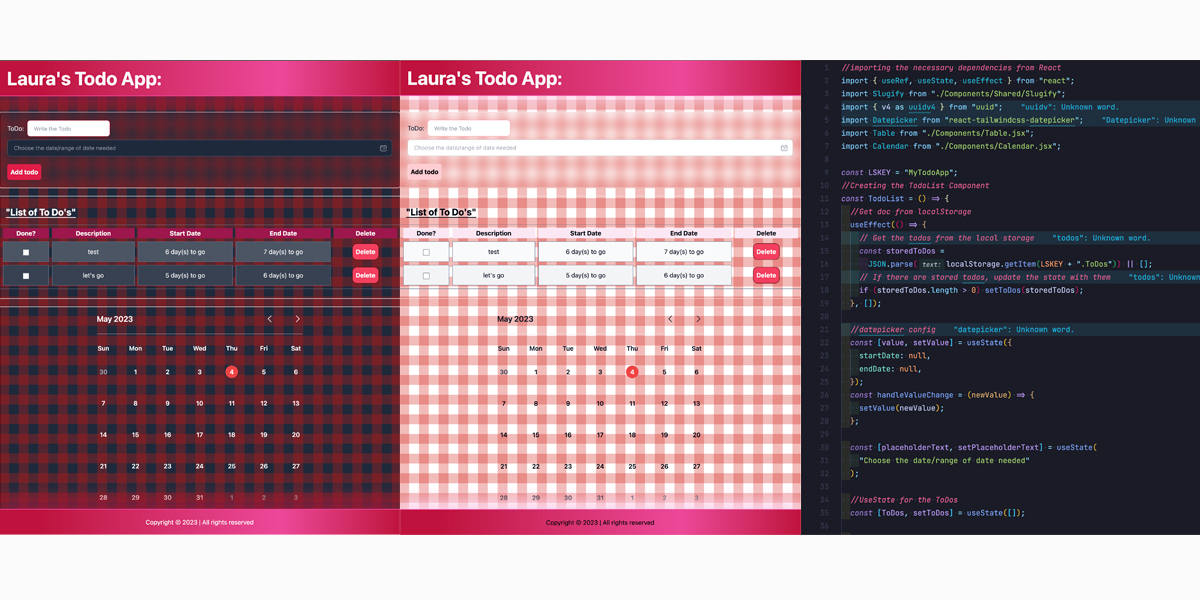 Laura's Todo App:
ToDo: Write the Todo
Choose the date/range of date needed
Add todo
"List of To Do's"
Done? Description Start Date End Date Delete
test 6 day(s) to go 7 day(s) to go Delete
let's go 5 day(s) to go 6 day(s) to go Delete
May 2023
Sun Mon Tue Wed Thu Fri Sat
30 1 2 3 4 5 6
7 8 9 10 11 12 13
14 15 16 17 18 19 20
21 22 23 24 25 26 27
28 29 30 31 1 2 3
Copyright © 2023 | All rights reserved
Laura's Todo App:
ToDo: Write the Todo
Choose the date/range of date needed
Add todo
"List of To Do's"
Done? Description Start Date End Date Delete
test 6 day(s) to go 7 day(s) to go Delete
let's go 5 day(s) to go 6 day(s) to go Delete
May 2023
Sun Mon Tue Wed Thu Fri Sat
30 1 2 3 4 5 6
7 8 9 10 11 12 13
14 15 16 17 18 19 20
21 22 23 24 25 26 27
28 29 30 31 1 2 3
Copyright © 2023 | All rights reserved
1 //importing the necessary dependencies from React
2 import { useRef, useState, useEffect } from "react";
3 import Slugify from "./Components/Shared/Slugify";
4 import { v4 as uuidv4 } from "uuid"; "uuidv": Unknown word.
5 import Datepicker from "react-tailwindcss-datepicker"; "Datepicker": Unknown
6 import Table from "./Components/Table.jsx";
7 import Calendar from "./Components/Calendar.jsx";
8
9 const LSKEY = "MyTodoApp";
10 //Creating the TodoList Component
11 const TodoList = () ⇒ {
12 //Get doc from localStorage
13 useEffect(() ⇒ {
14 // Get the todos from the local storage "todos": Unknown word.
15 const storedToDos =
16 JSON.parse( text: localStorage.getItem(LSKEY + ".ToDos")) || [];
17 // If there are stored todos, update the state with them "todos": Unknown
18 if (storedToDos.length > 0) setToDos(storedToDos);
19 }, []);
20
21 //datepicker config "datepicker": Unknown word.
22 const [value, setValue] = useState({
23 startDate: null,
24 endDate: null,
25 });
26 const handleValueChange = (newValue) ⇒ {
27 setValue(newValue);
28 };
29
30 const [placeholderText, setPlaceholderText] = useState(
31 "Choose the date/range of date needed"
32 );
33
34 //UseState for the ToDos
35 const [ToDos, setToDos] = useState([]);
36